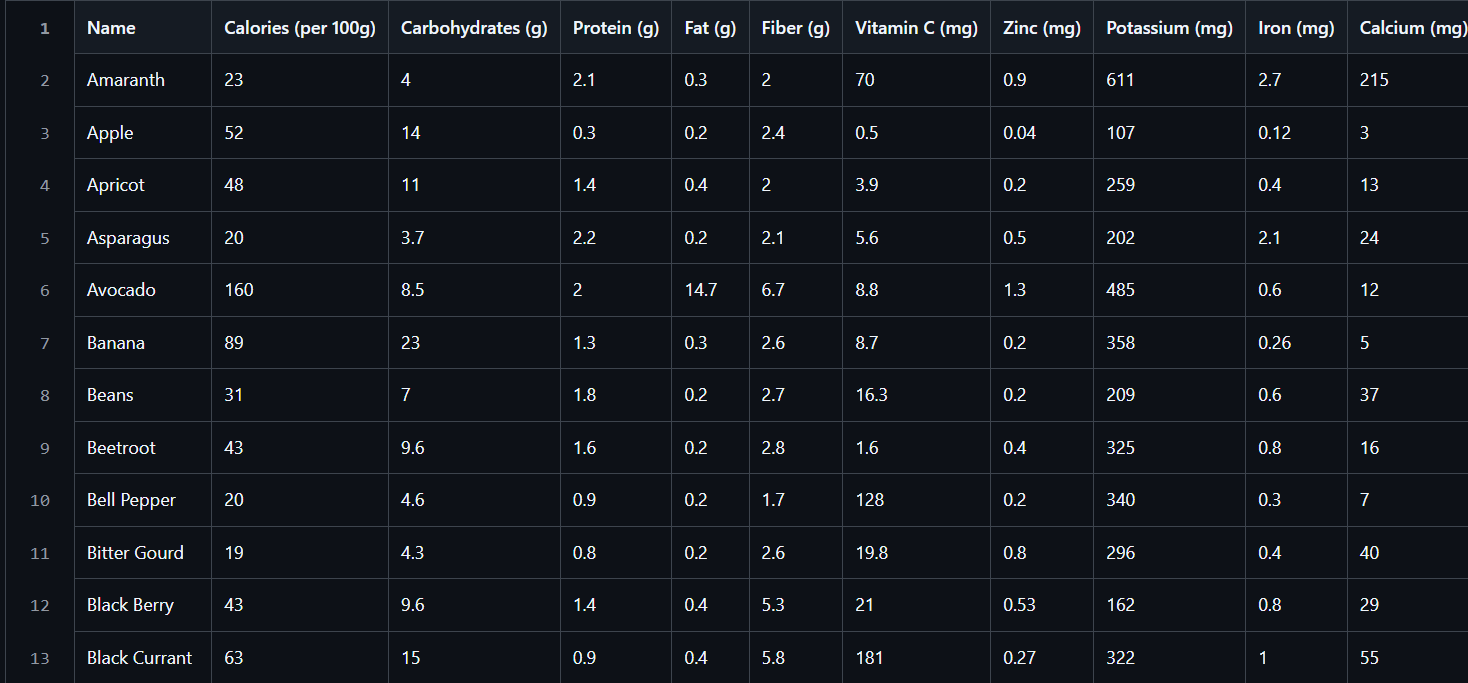 1 Name Calories (per 100g) Carbohydrates (g) Protein (g) Fat (g) Fiber (g) Vitamin C (mg) Zinc (mg) Potassium (mg) Iron (mg) Calcium (mg)
2 Amaranth 23 4 2.1 0.3 2 70 0.9 611 2.7 215
3 Apple 52 14 0.3 0.2 2.4 0.5 0.04 107 0.12 3
4 Apricot 48 11 1.4 0.4 2 3.9 0.2 259 0.4 13
5 Asparagus 20 3.7 2.2 0.2 2.1 5.6 0.5 202 2.1 24
6 Avocado 160 8.5 2 14.7 6.7 8.8 1.3 485 0.6 12
7 Banana 89 23 1.3 0.3 2.6 8.7 0.2 358 0.26 5
8 Beans 31 7 1.8 0.2 2.7 16.3 0.2 209 0.6 37
9 Beetroot 43 9.6 1.6 0.2 2.8 1.6 0.4 325 0.8 16
10 Bell Pepper 20 4.6 0.9 0.2 1.7 128 0.2 340 0.3 7
11 Bitter Gourd 19 4.3 0.8 0.2 2.6 19.8 0.8 296 0.4 40
12 Black Berry 43 9.6 1.4 0.4 5.3 21 0.53 162 0.8 29
13 Black Currant 63 15 0.9 0.4 5.8 181 0.27 322 1 55